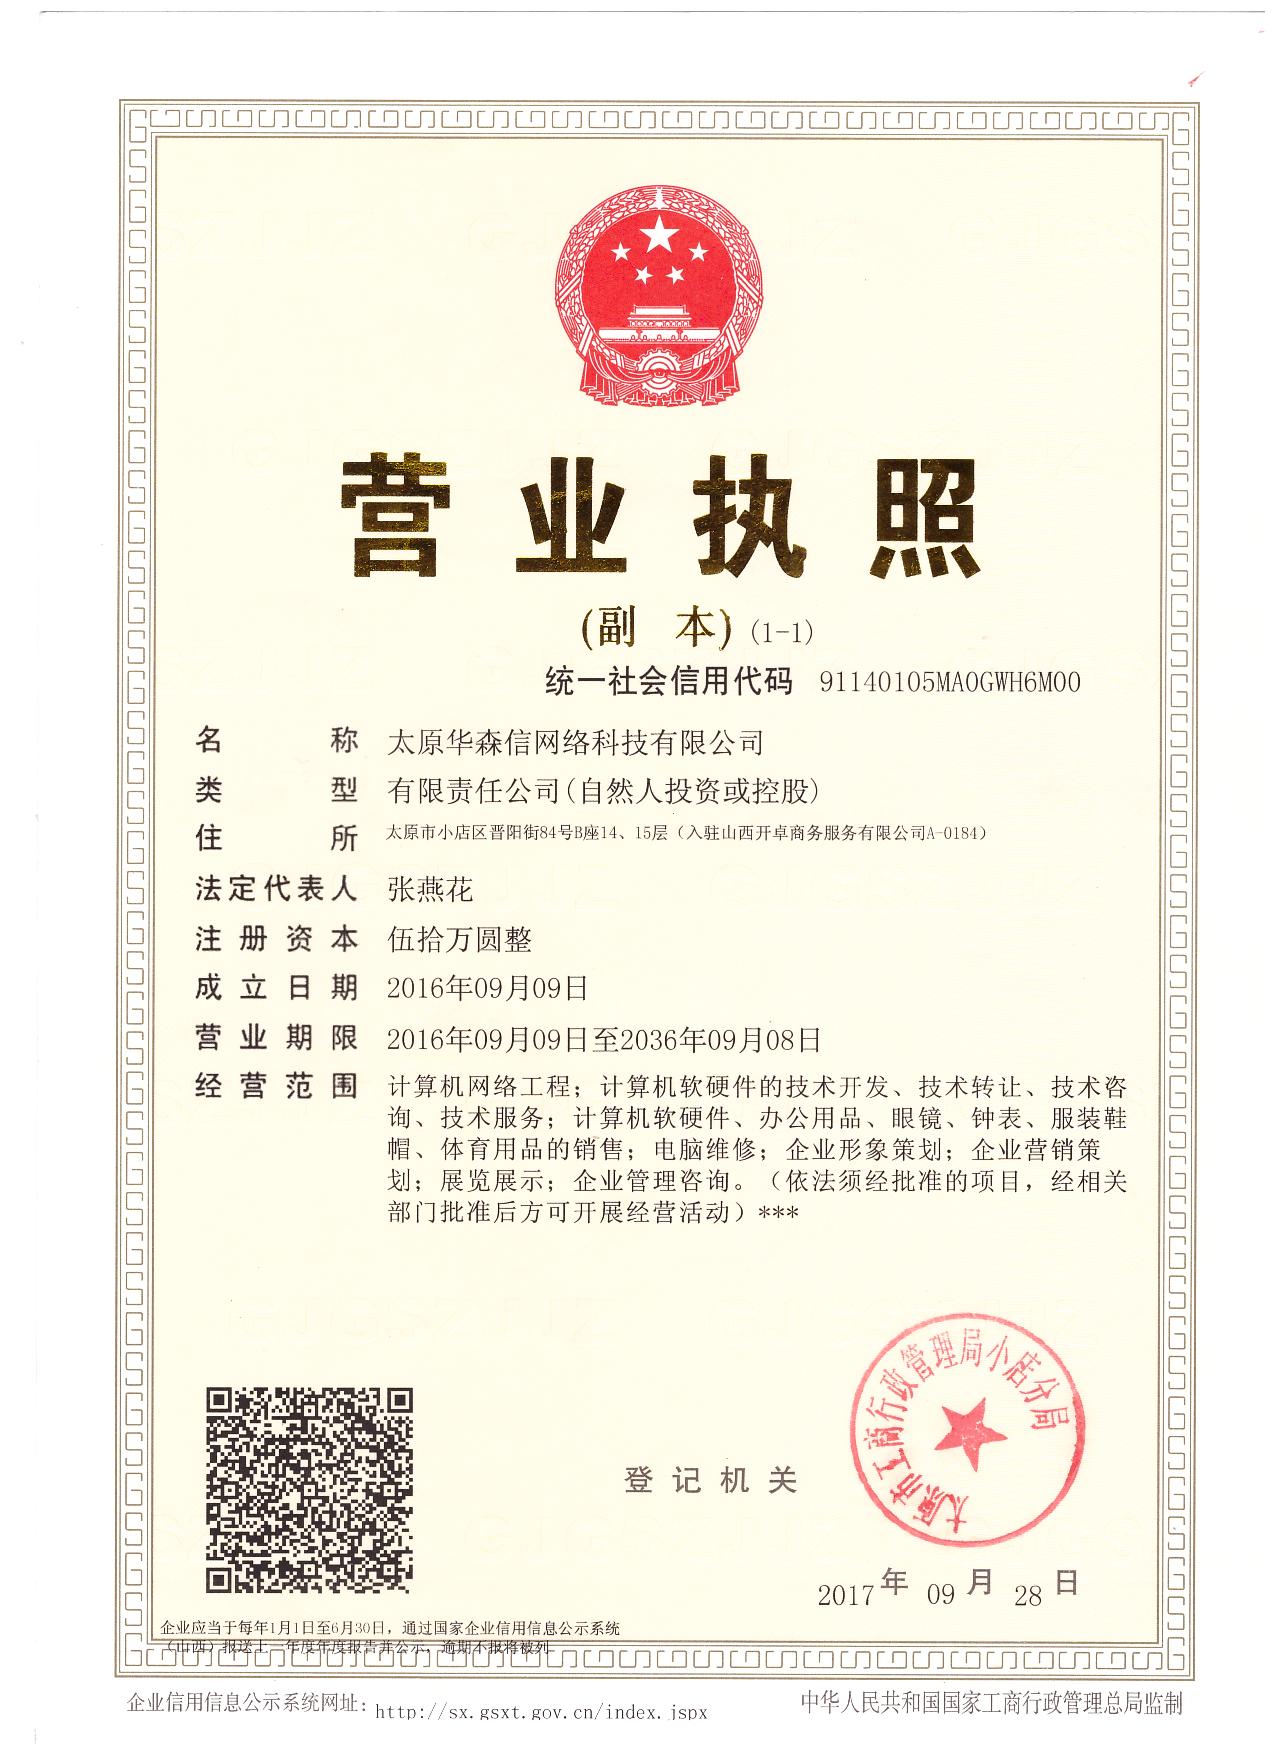 营业执照
(副 本) (1-1)
统一社会信用代码 91140105MA0GWH6M00
名称 太原华森信网络科技有限公司
类型 有限责任公司(自然人投资或控股)
住所 太原市小店区晋阳街84号B座14、15层（入驻山西开卓商务服务有限公司A-0184）
法定代表人 张燕花
注册资本 伍拾万圆整
成立日期 2016年09月09日
营业期限 2016年09月09日至2036年09月08日
经营范围 计算机网络工程；计算机软硬件的技术开发、技术转让、技术咨
询、技术服务；计算机软硬件、办公用品、眼镜、钟表、服装鞋
帽、体育用品的销售；电脑维修；企业形象策划；企业营销策
划；展览展示；企业管理咨询。（依法须经批准的项目，经相关
部门批准后方可开展经营活动）***
太原市工商行政管理局小店分局
登记机关
2017年09月28日
企业应当于每年1月1日至6月30日，通过国家企业信用信息公示系统
（山西）报送上一年度年度报告并公示，逾期不报将被列
企业信用信息公示系统网址：http://sx.gsxt.gov.cn/index.jspx
中华人民共和国国家工商行政管理总局监制